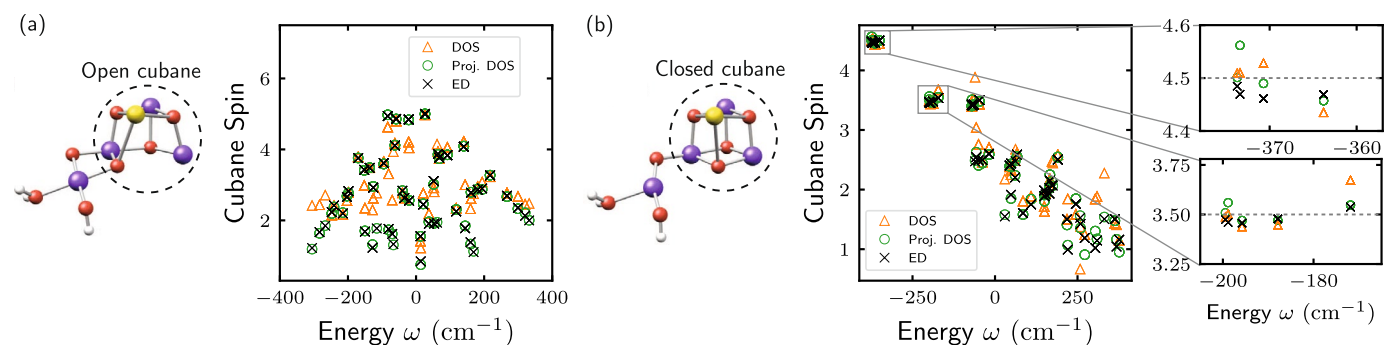 (a)
Open cubane
Cubane Spin
2
4
6
−400
−200
0
200
400
Energy ω (cm⁻¹)
DOS
Proj. DOS
ED
(b)
Closed cubane
Cubane Spin
1
2
3
4
−250
0
250
Energy ω (cm⁻¹)
DOS
Proj. DOS
ED
4.6
4.5
4.4
−370
−360
3.75
3.50
3.25
−200
−180
Energy ω (cm⁻¹)